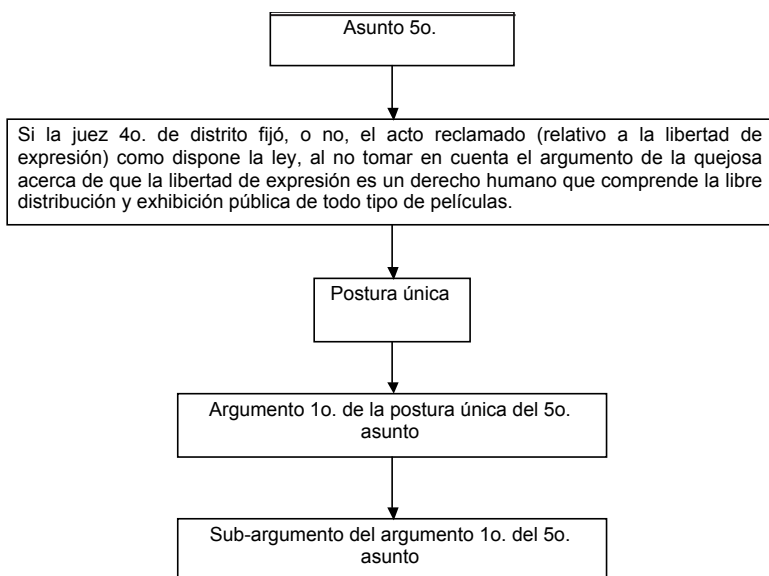 Asunto 5o.
Si la juez 4o. de distrito fijó, o no, el acto reclamado (relativo a la libertad de
expresión) como dispone la ley, al no tomar en cuenta el argumento de la quejosa
acerca de que la libertad de expresión es un derecho humano que comprende la libre
distribución y exhibición pública de todo tipo de películas.
Postura única
Argumento 1o. de la postura única del 5o.
asunto
Sub-argumento del argumento 1o. del 5o.
asunto